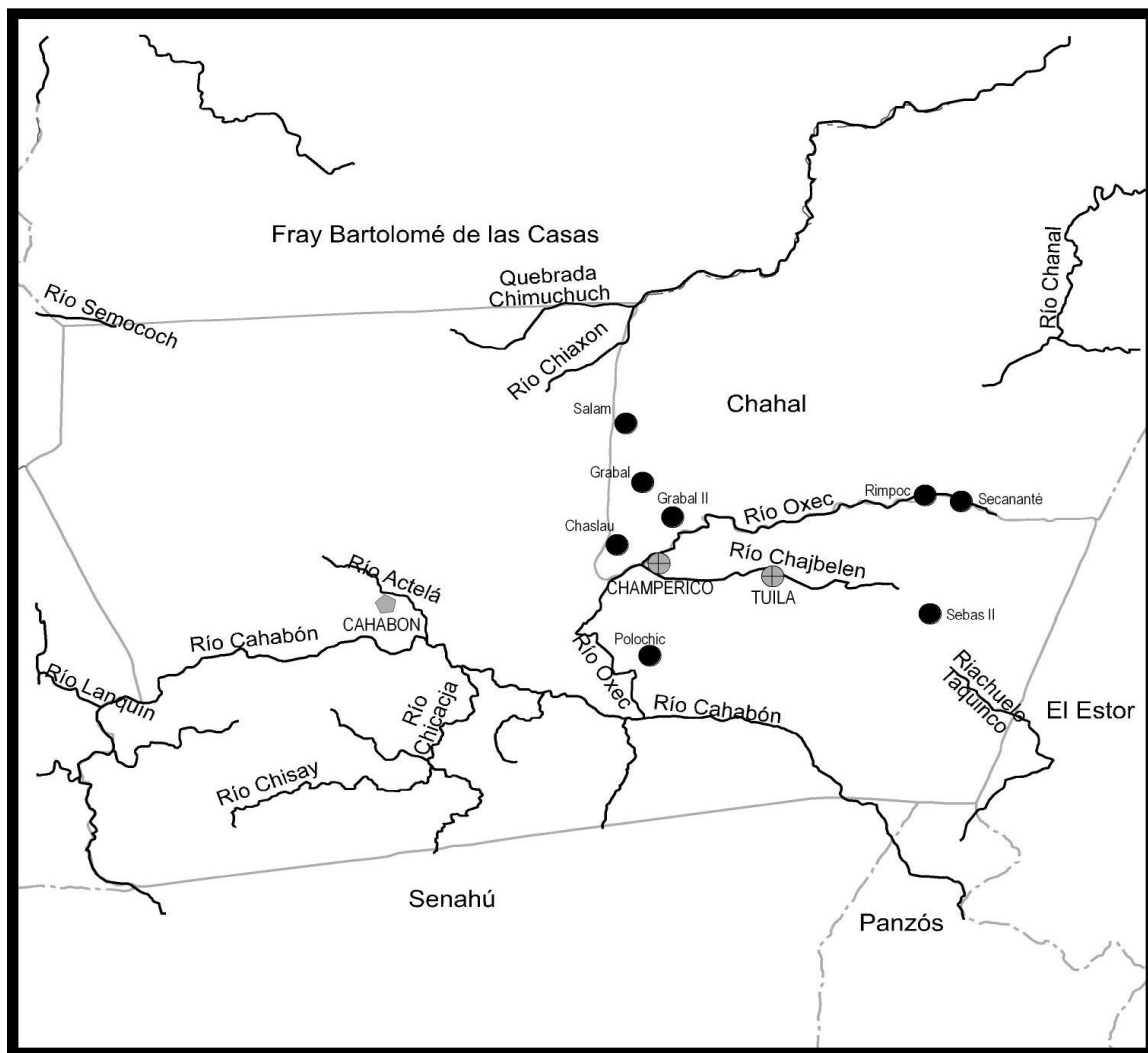 Fray Bartolomé de las Casas
Río Chanal
Quebrada
Chimuchuch
Río Semococh
Río Chiaxon
Chahal
Salam
Grabal
Rimpoc
Secananté
Grabal II
Río Oxec
Chaslau
Río Chajbelen
Río Actelá
CHAMPERICO
TUILA
CAHABON
Sebas II
Río Cahabón
Polochic
Río Oxec
Río Lanquín
Río Chicacja
Río Cahabón
Riachuelo
Taquinco
El Estor
Río Chisay
Senahú
Panzós